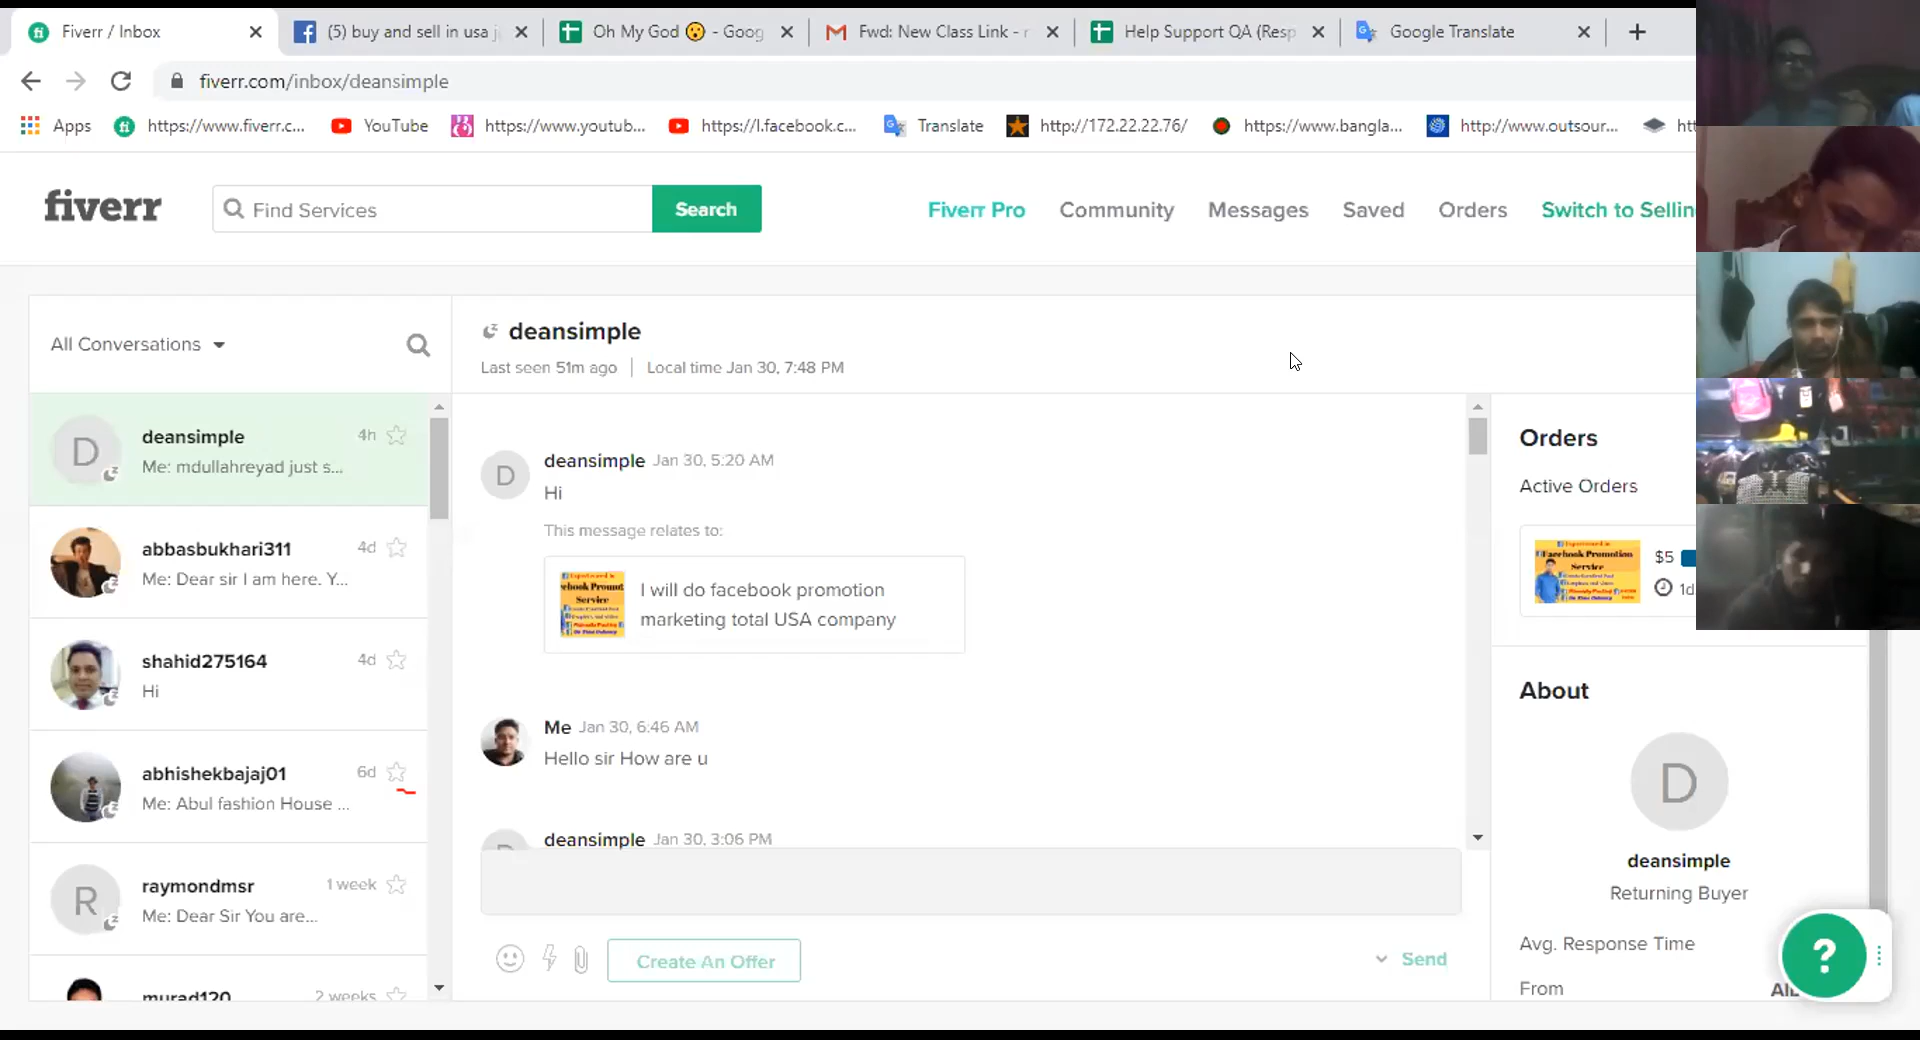 Fiverr / Inbox
(5) buy and sell in usa
Oh My God 😮 - Goog
Fwd: New Class Link -
Help Support QA (Resp
Google Translate
fiverr.com/inbox/deansimple
Apps
https://www.fiverr.c...
YouTube
https://www.youtub...
https://l.facebook.c...
Translate
http://172.22.22.76/
https://www.bangla...
http://www.outsour...
fiverr
Find Services
Search
Fiverr Pro
Community
Messages
Saved
Orders
Switch to Sellin
All Conversations
deansimple
Last seen 51m ago | Local time Jan 30, 7:48 PM
deansimple 4h
Me: mdullahreyad just s...
abbasbukhari311 4d
Me: Dear sir I am here. Y...
shahid275164 4d
Hi
abhishekbajaj01 6d
Me: Abul fashion House ...
raymondmsr 1 week
Me: Dear Sir You are...
murad120 2 weeks
D
deansimple Jan 30, 5:20 AM
Hi
This message relates to:
I will do facebook promotion
marketing total USA company
Me Jan 30, 6:46 AM
Hello sir How are u
deansimple Jan 30, 3:06 PM
Create An Offer
Send
Orders
Active Orders
Facebook Promotion
Service
$5
1d
About
D
deansimple
Returning Buyer
Avg. Response Time
From
?